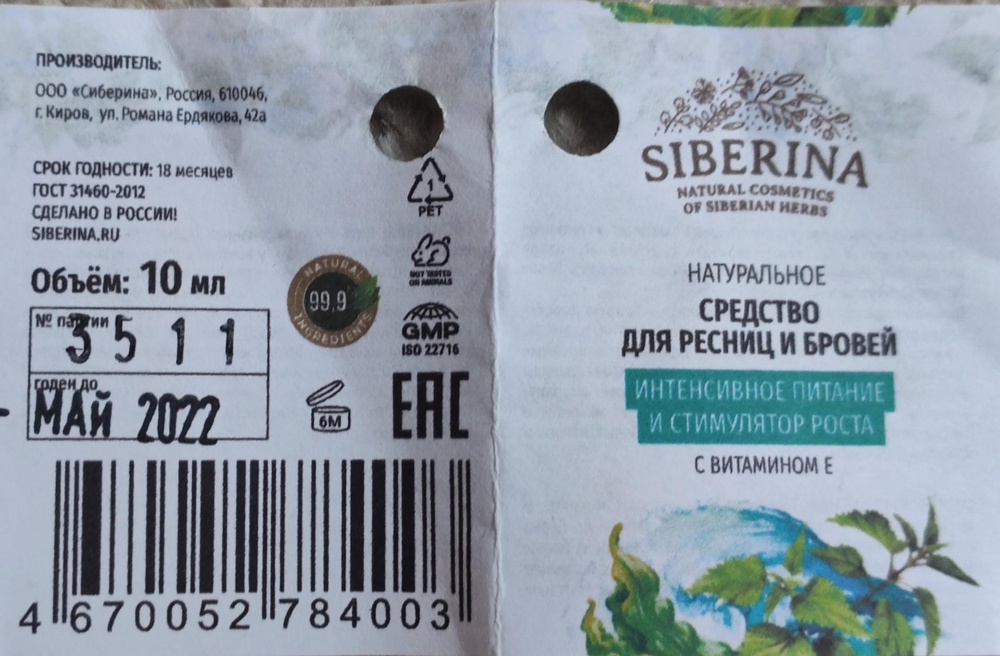 ПРОИЗВОДИТЕЛЬ:
ООО «Сиберина», Россия, 610046,
г. Киров, ул. Романа Ердякова, 42а
СРОК ГОДНОСТИ: 18 месяцев
ГОСТ 31460-2012
СДЕЛАНО В РОССИИ!
SIBERINA.RU
Объём: 10 мл
№ партии
3511
годен до
МАЙ 2022
4 670052 784003
1
PET
NOT TESTED
ON ANIMALS
NATURAL
99,9
INGREDIENTS
GMP
ISO 22716
6M
EAC
SIBERINA
NATURAL COSMETICS
OF SIBERIAN HERBS
НАТУРАЛЬНОЕ
СРЕДСТВО
ДЛЯ РЕСНИЦ И БРОВЕЙ
ИНТЕНСИВНОЕ ПИТАНИЕ
И СТИМУЛЯТОР РОСТА
С ВИТАМИНОМ Е